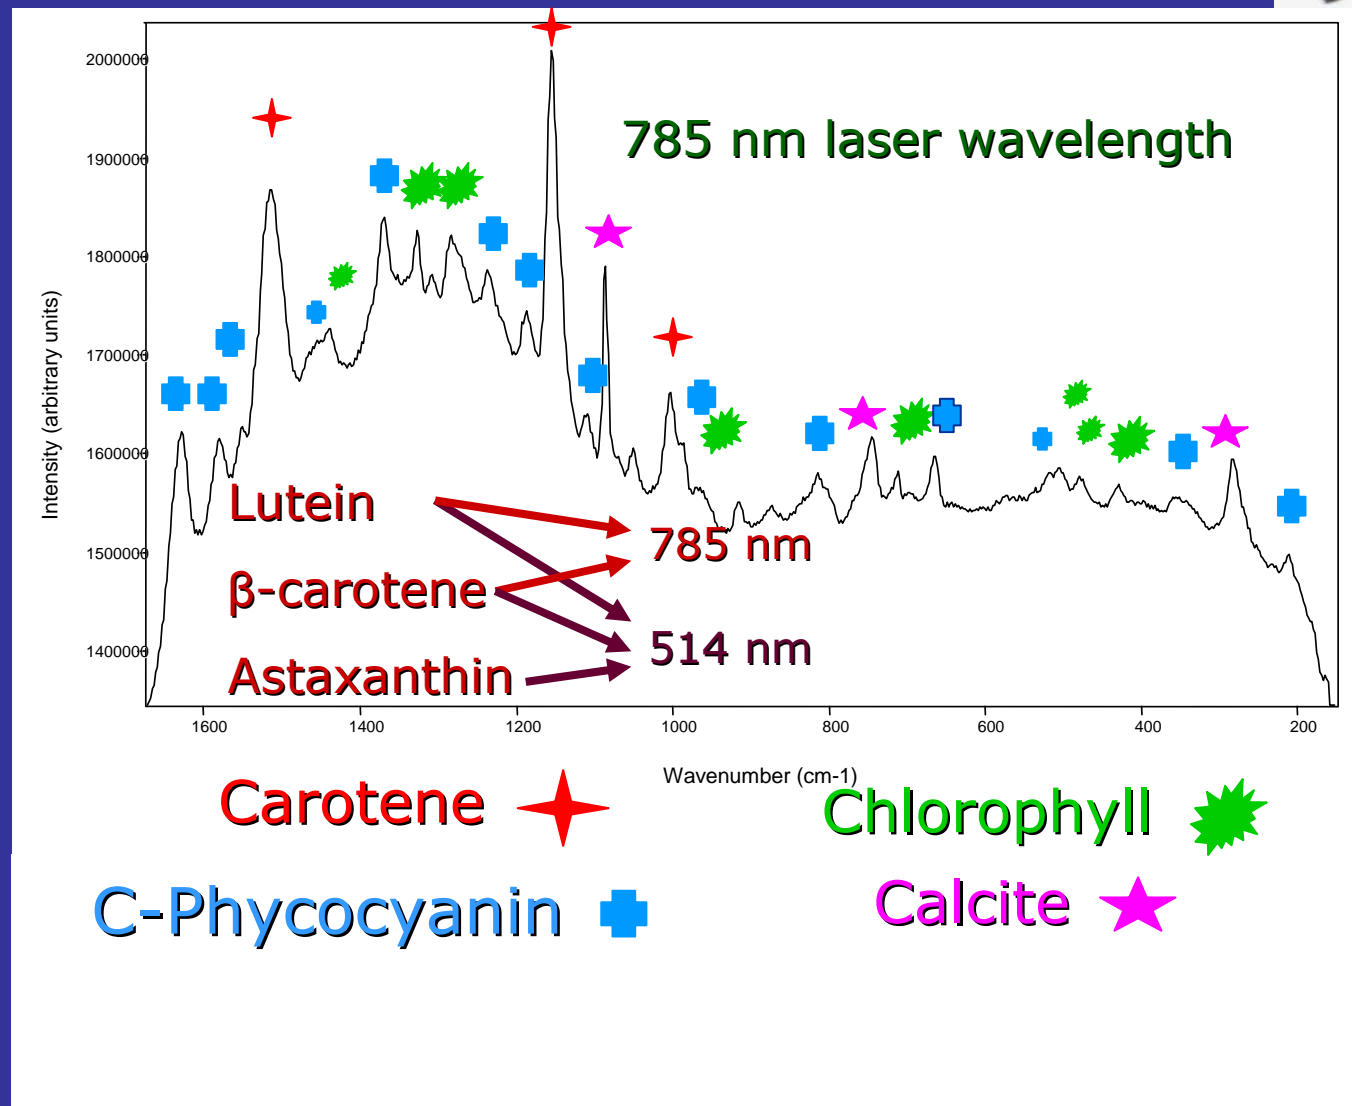 2000000
785 nm laser wavelength
1900000
1800000
1700000
1600000
1500000
1400000
Intensity (arbitrary units)
Lutein
785 nm
β-carotene
514 nm
Astaxanthin
1600 1400 1200 1000 800 600 400 200
Wavenumber (cm-1)
Carotene
Chlorophyll
C-Phycocyanin
Calcite